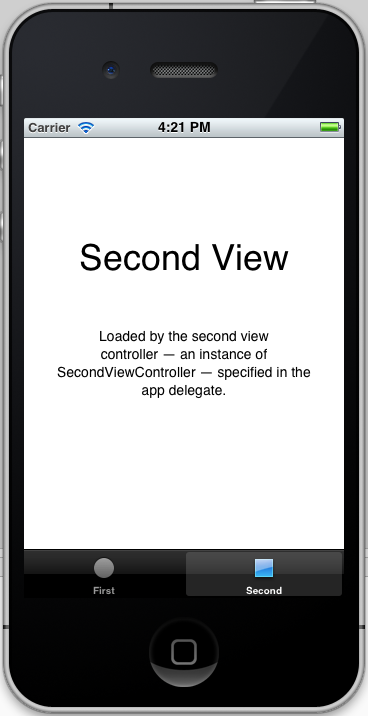 Carrier 4:21 PM
Second View
Loaded by the second view
controller — an instance of
SecondViewController — specified in the
app delegate.
First Second